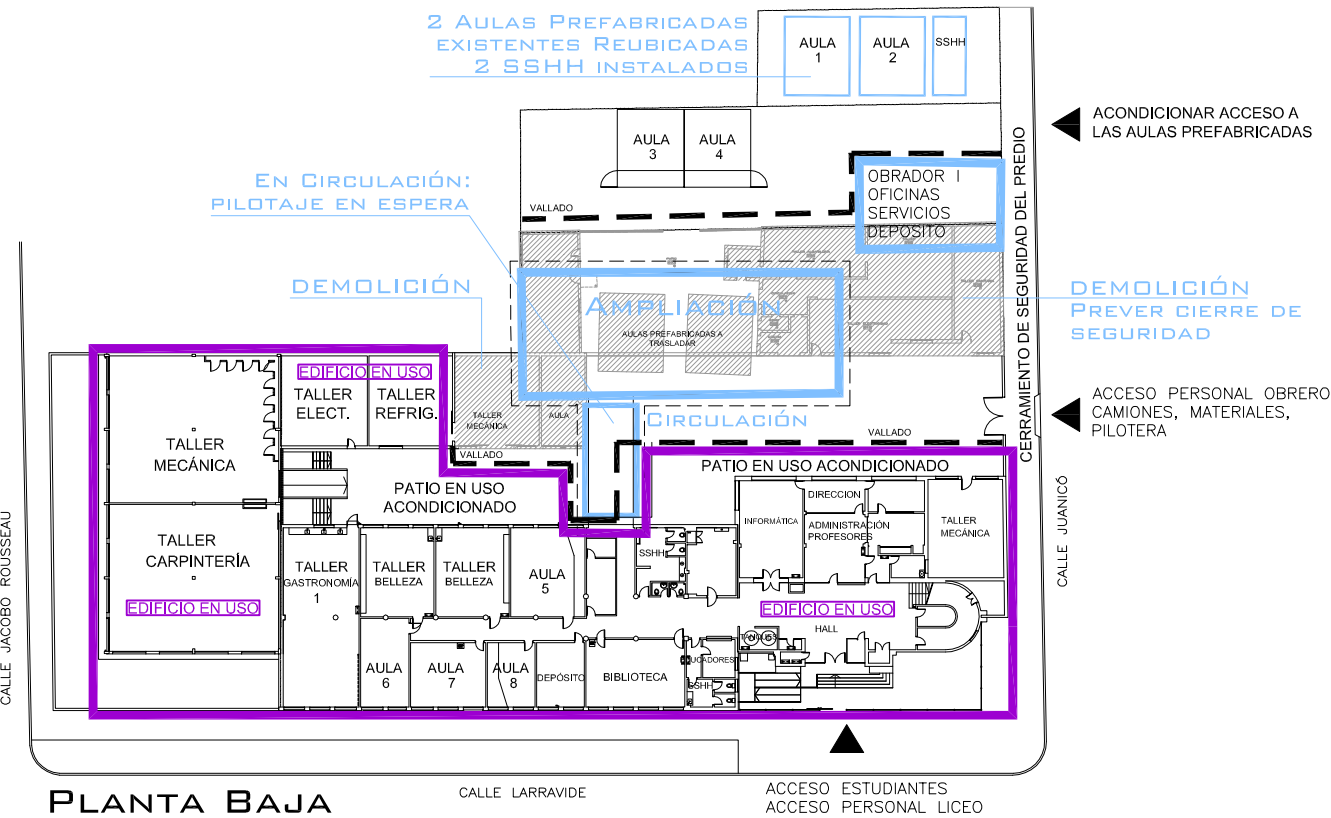 2 Aulas Prefabricadas
existentes Reubicadas
2 SSHH instalados
AULA
1
AULA
2
SSHH
ACONDICIONAR ACCESO A
LAS AULAS PREFABRICADAS
AULA
3
AULA
4
En Circulación:
pilotaje en espera
VALLADO
OBRADOR I
OFICINAS
SERVICIOS
DEPOSITO
CERRAMIENTO DE SEGURIDAD DEL PREDIO
DEMOLICIÓN
Ampliación
AULAS PREFABRICADAS A
TRASLADAR
DEMOLICIÓN
Prever cierre de
seguridad
EDIFICIO EN USO
TALLER
ELECT.
TALLER
REFRIG.
TALLER
MECÁNICA
AULA
Circulación
ACCESO PERSONAL OBRERO
CAMIONES, MATERIALES,
PILOTERA
TALLER
MECÁNICA
VALLADO
VALLADO
PATIO EN USO ACONDICIONADO
PATIO EN USO
ACONDICIONADO
DIRECCION
INFORMÁTICA
ADMINISTRACIÓN
PROFESORES
TALLER
MECÁNICA
CALLE JUANICÓ
CALLE JACOBO ROUSSEAU
TALLER
CARPINTERÍA
TALLER
GASTRONOMÍA
1
TALLER
BELLEZA
TALLER
BELLEZA
AULA
5
SSHH
EDIFICIO EN USO
EDIFICIO EN USO
HALL
TANQUES
AULA
6
AULA
7
AULA
8
DEPÓSITO
BIBLIOTECA
SSHH
Planta Baja
CALLE LARRAVIDE
ACCESO ESTUDIANTES
ACCESO PERSONAL LICEO